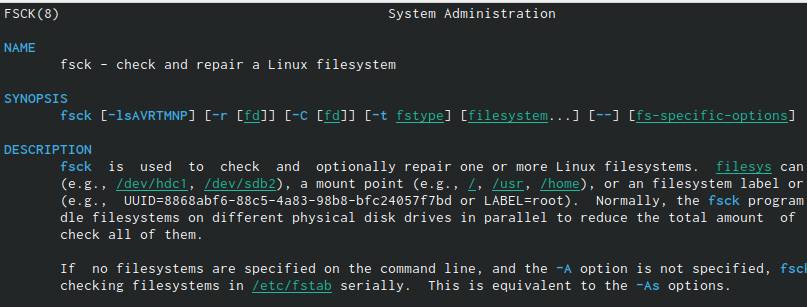 FSCK(8) System Administration
NAME
fsck - check and repair a Linux filesystem
SYNOPSIS
fsck [-lsAVRTMNP] [-r [fd]] [-C [fd]] [-t fstype] [filesystem...] [--] [fs-specific-options]
DESCRIPTION
fsck is used to check and optionally repair one or more Linux filesystems. filesys can
(e.g., /dev/hdc1, /dev/sdb2), a mount point (e.g., /, /usr, /home), or an filesystem label or
(e.g., UUID=8868abf6-88c5-4a83-98b8-bfc24057f7bd or LABEL=root). Normally, the fsck program
dle filesystems on different physical disk drives in parallel to reduce the total amount of
check all of them.
If no filesystems are specified on the command line, and the -A option is not specified, fsck
checking filesystems in /etc/fstab serially. This is equivalent to the -As options.